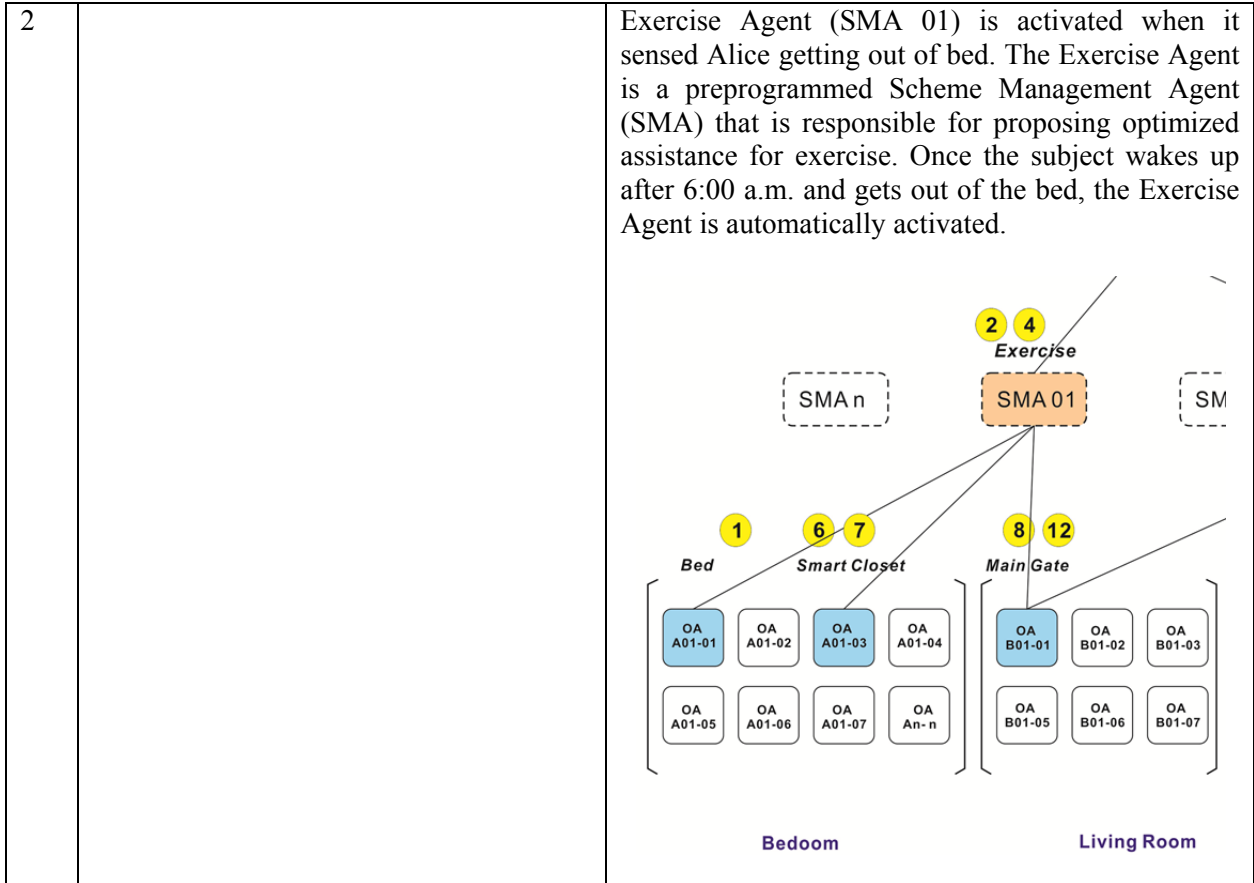 2
Exercise Agent (SMA 01) is activated when it
sensed Alice getting out of bed. The Exercise Agent
is a preprogrammed Scheme Management Agent
(SMA) that is responsible for proposing optimized
assistance for exercise. Once the subject wakes up
after 6:00 a.m. and gets out of the bed, the Exercise
Agent is automatically activated.
2 4
Exercise
SMA n SMA 01 SM
1 6 7 8 12
Bed Smart Closet Main Gate
OA OA OA OA OA OA OA
A01-01 A01-02 A01-03 A01-04 B01-01 B01-02 B01-03
OA OA OA OA OA OA OA
A01-05 A01-06 A01-07 An- n B01-05 B01-06 B01-07
Bedoom Living Room